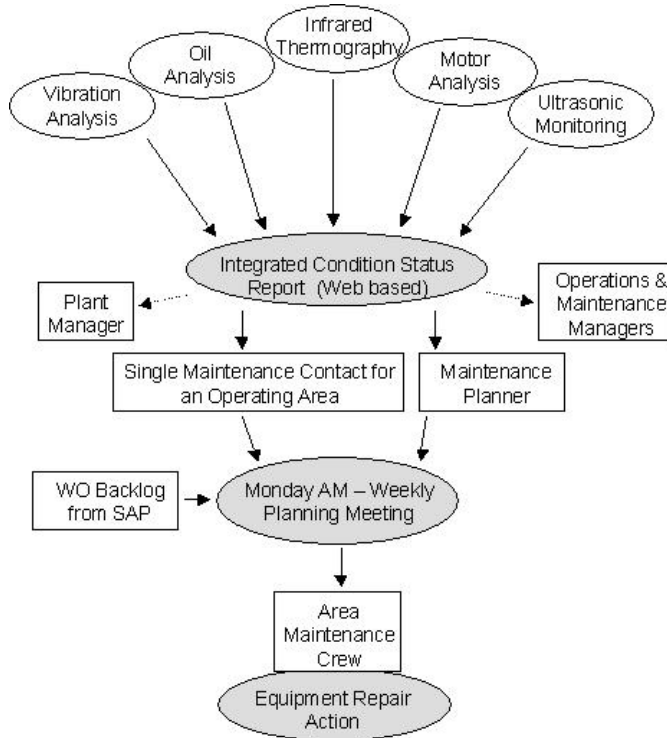 Infrared
Thermography
Oil
Analysis
Motor
Analysis
Vibration
Analysis
Ultrasonic
Monitoring
Integrated Condition Status
Report (Web based)
Plant
Manager
Operations &
Maintenance
Managers
Single Maintenance Contact for
an Operating Area
Maintenance
Planner
WO Backlog
from SAP
Monday AM – Weekly
Planning Meeting
Area
Maintenance
Crew
Equipment Repair
Action